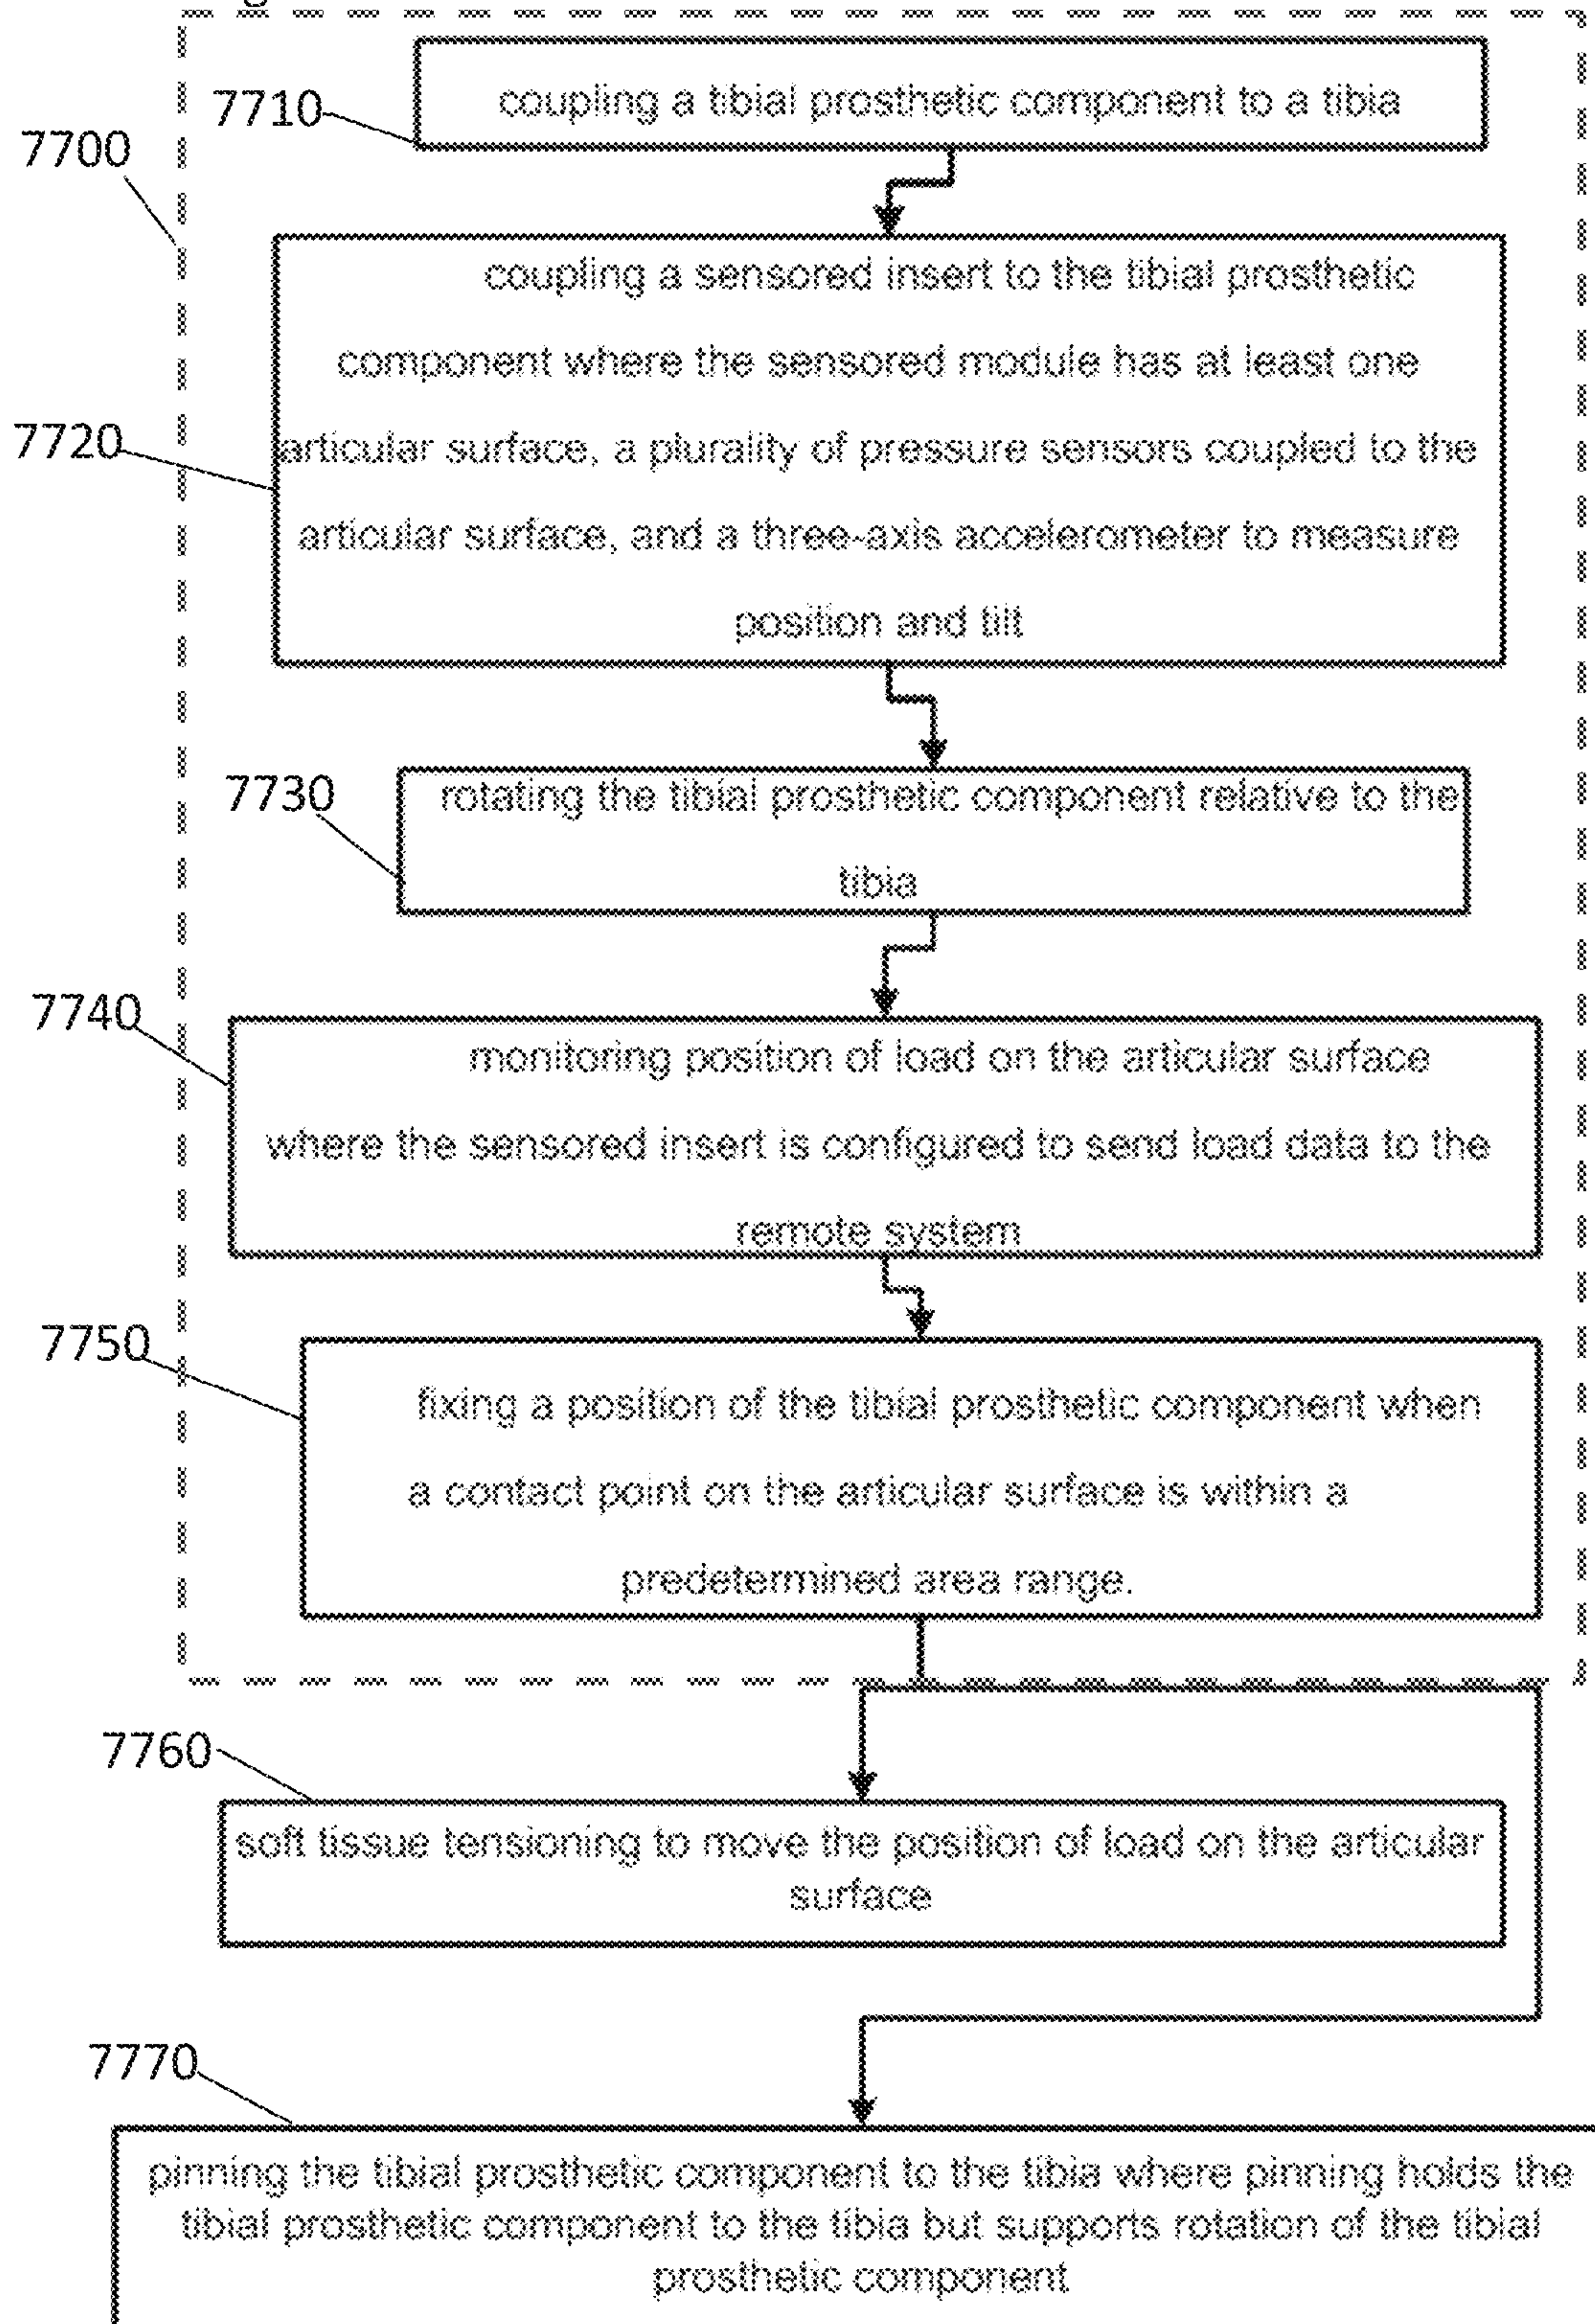 7710
coupling a tibial prosthetic component to a tibia
7700
coupling a sensored insert to the tibial prosthetic
component where the sensored module has at least one
7720
articular surface, a plurality of pressure sensors coupled to the
articular surface, and a three-axis accelerometer to measure
position and tilt
7730
rotating the tibial prosthetic component relative to the
tibia
7740
monitoring position of load on the articular surface
where the sensored insert is configured to send load data to the
remote system
7750
fixing a position of the tibial prosthetic component when
a contact point on the articular surface is within a
predetermined area range.
7760
soft tissue tensioning to move the position of load on the articular
surface
7770
pinning the tibial prosthetic component to the tibia where pinning holds the
tibial prosthetic component to the tibia but supports rotation of the tibial
prosthetic component